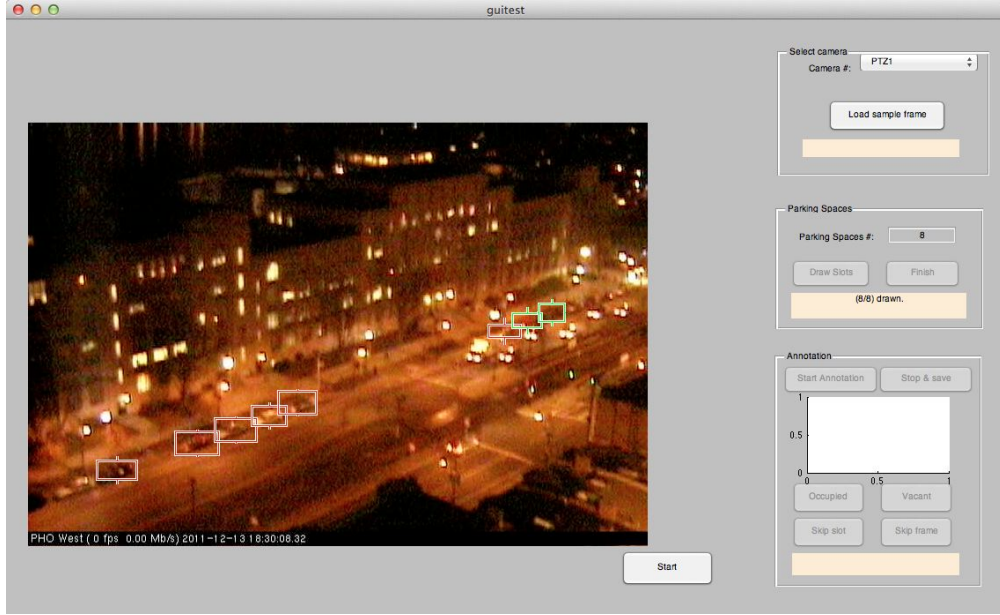 guitest
Select camera
Camera #: PTZ1
Load sample frame
Parking Spaces
Parking Spaces #: 8
Draw Slots Finish
(8/8) drawn.
Annotation
Start Annotation Stop & save
1
0.5
0
0 0.5 1
Occupied Vacant
Skip slot Skip frame
PHO West ( 0 fps 0.00 Mb/s) 2011-12-13 18:30:08.32
Start